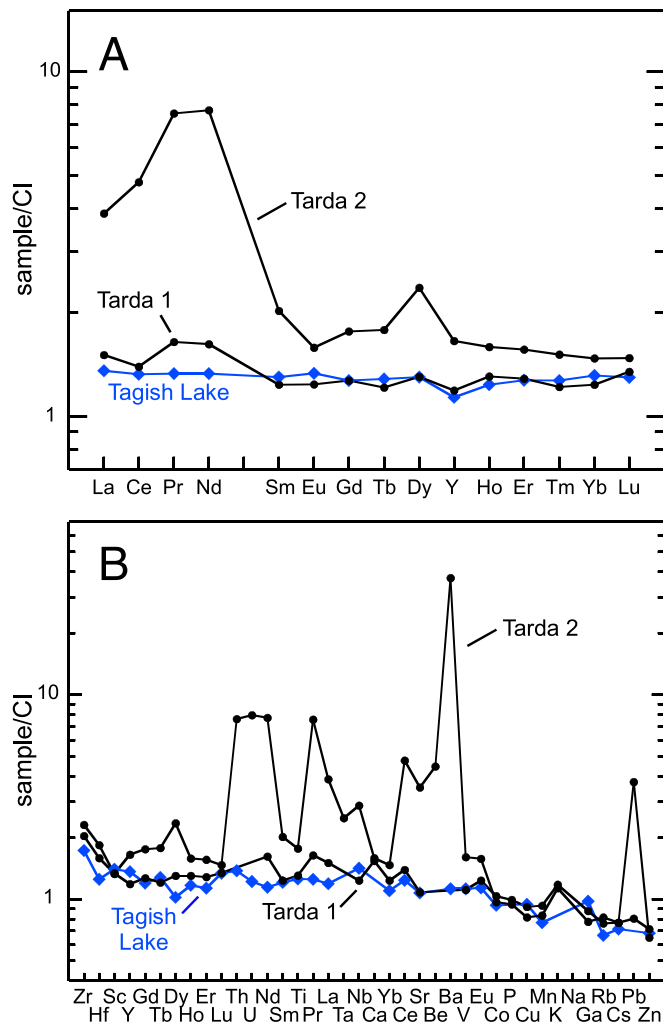 A
10
sample/CI
Tarda 2
Tarda 1
Tagish Lake
1
La Ce Pr Nd Sm Eu Gd Tb Dy Y Ho Er Tm Yb Lu
B
Tarda 2
10
sample/CI
1
Tagish
Lake
Tarda 1
Zr Sc Gd Dy Er Th Nd Ti La Nb Yb Sr Ba Eu P Mn Na Rb Pb
Hf Y Tb Ho Lu U Sm Pr Ta Ca Ce Be V Co Cu K Ga Cs Zn